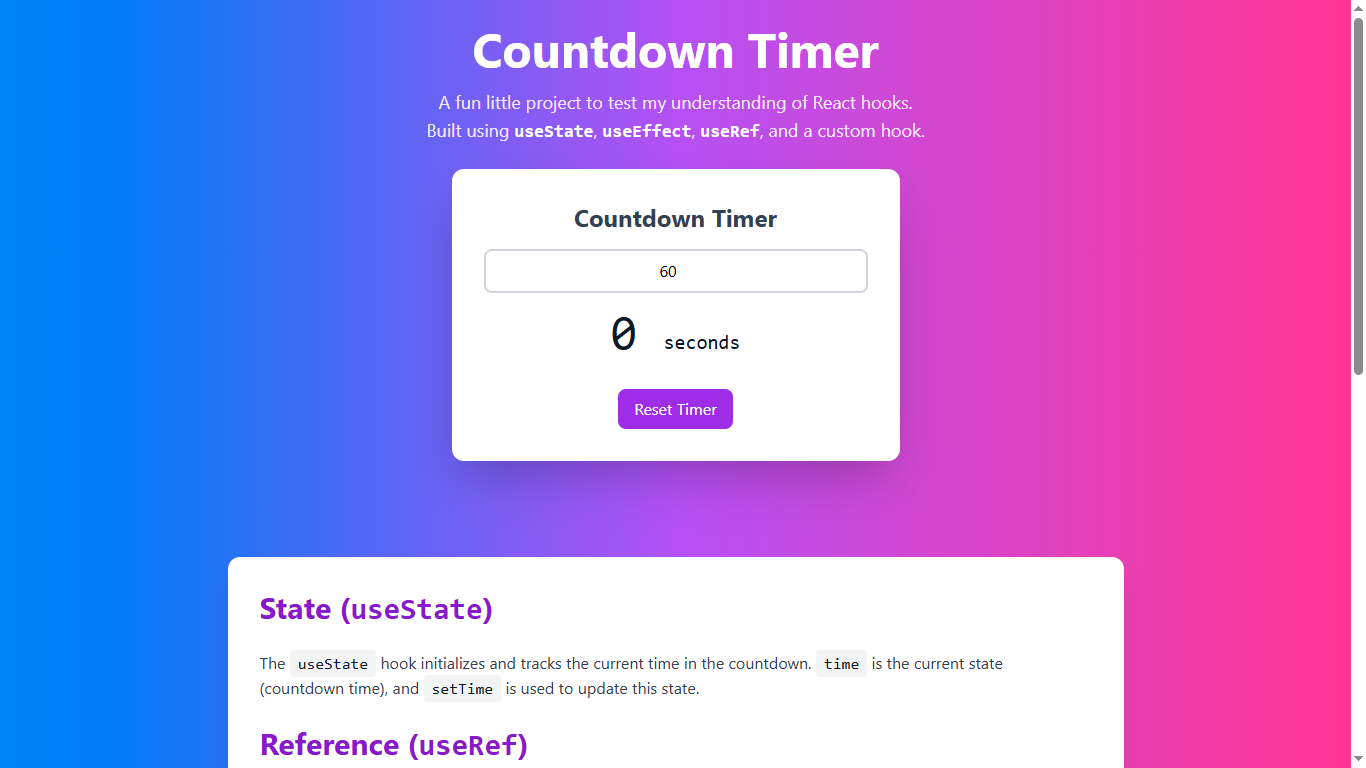 Countdown Timer
A fun little project to test my understanding of React hooks.
Built using useState, useEffect, useRef, and a custom hook.
Countdown Timer
60
0 seconds
Reset Timer
State (useState)
The useState hook initializes and tracks the current time in the countdown. time is the current state
(countdown time), and setTime is used to update this state.
Reference (useRef)